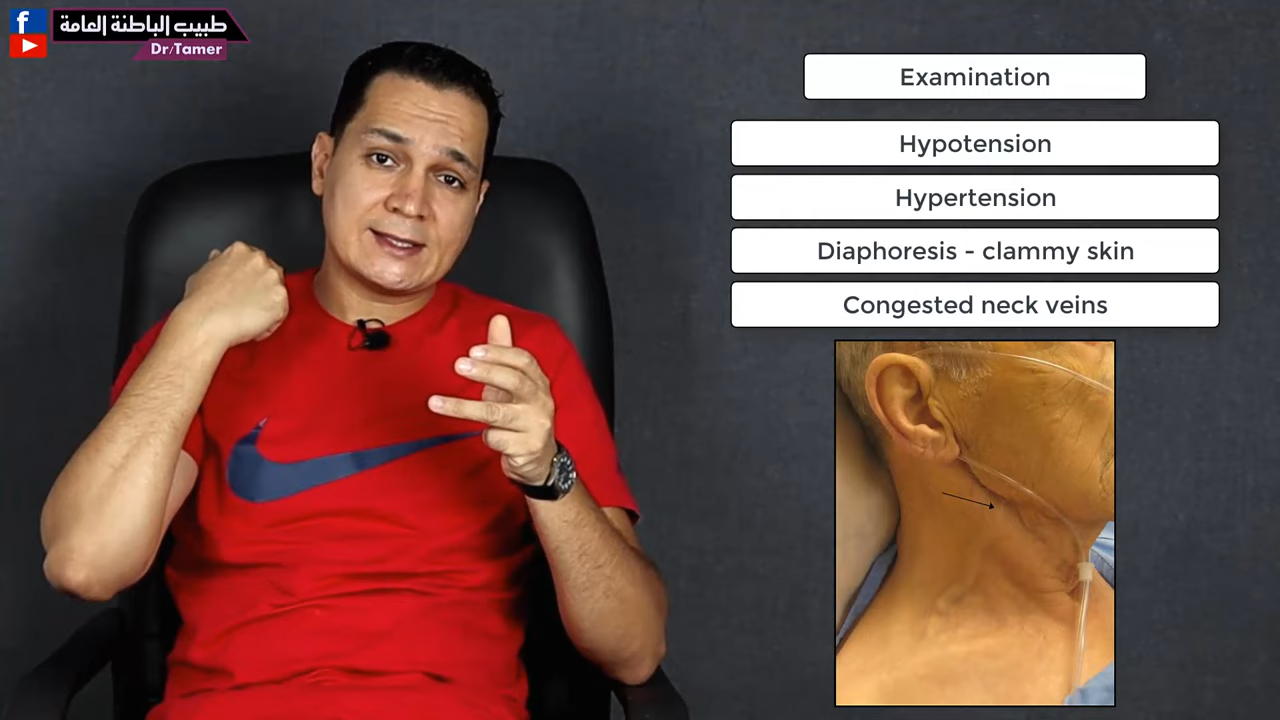 طبيب الباطنة العامة
Dr/Tamer
Examination
Hypotension
Hypertension
Diaphoresis - clammy skin
Congested neck veins